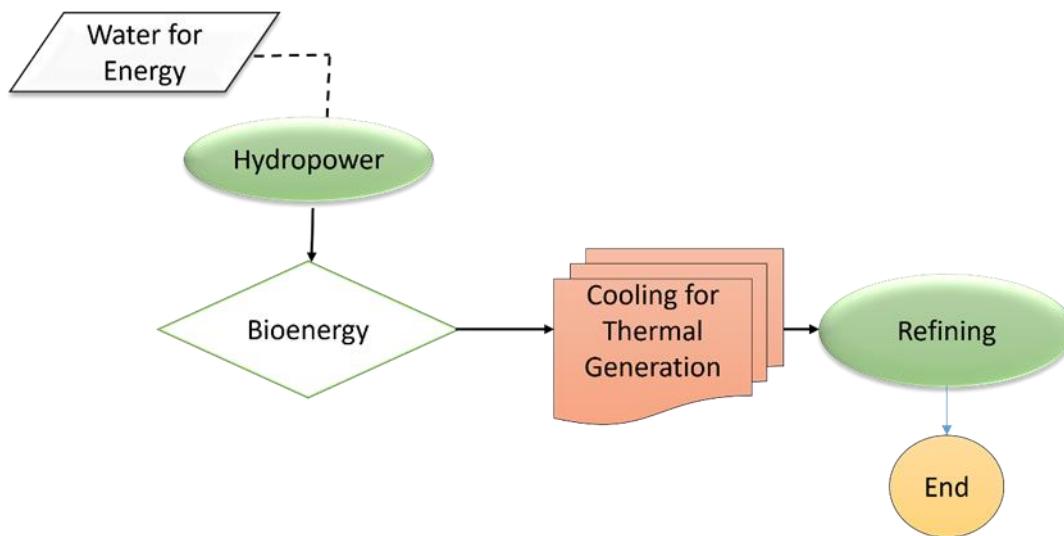 Water for
Energy
Hydropower
Bioenergy
Cooling for
Thermal
Generation
Refining
End